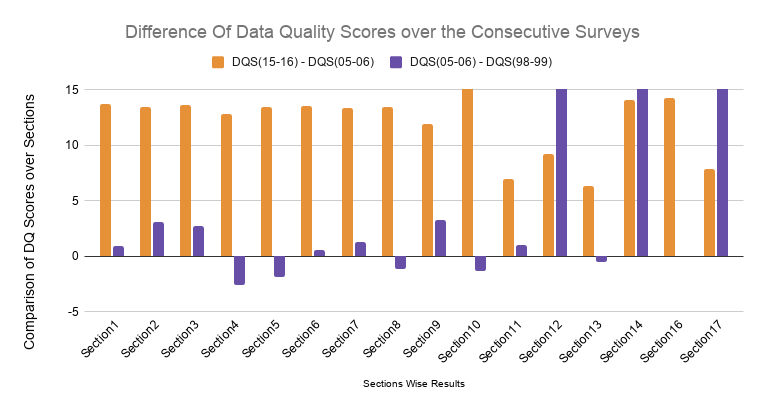 Difference Of Data Quality Scores over the Consecutive Surveys
DQS(15-16) - DQS(05-06)
DQS(05-06) - DQS(98-99)
Comparison of DQ Scores over Sections
15
10
5
0
-5
Section1
Section2
Section3
Section4
Section5
Section6
Section7
Section8
Section9
Section10
Section11
Section12
Section13
Section14
Section16
Section17
Sections Wise Results